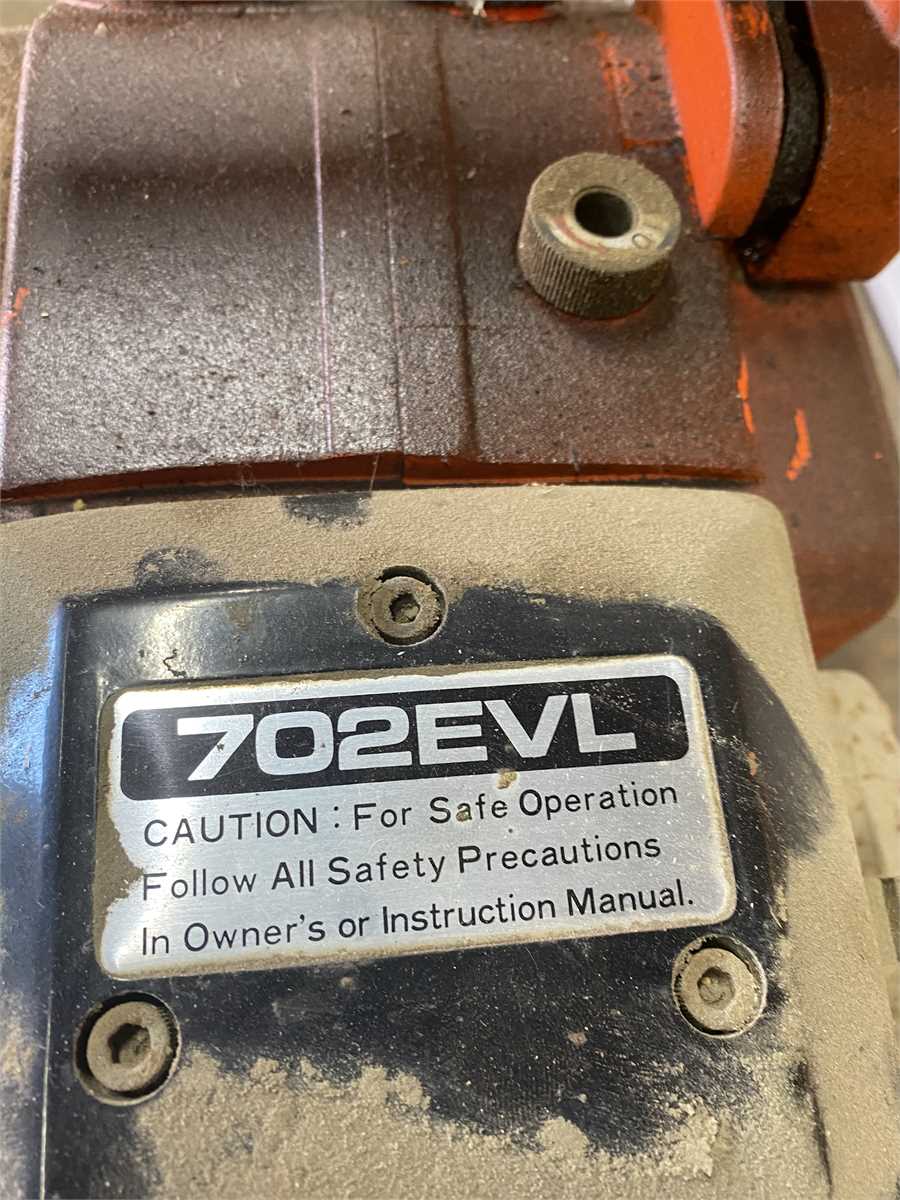 702EVL
CAUTION : For Safe Operation
Follow All Safety Precautions
In Owner's or Instruction Manual.